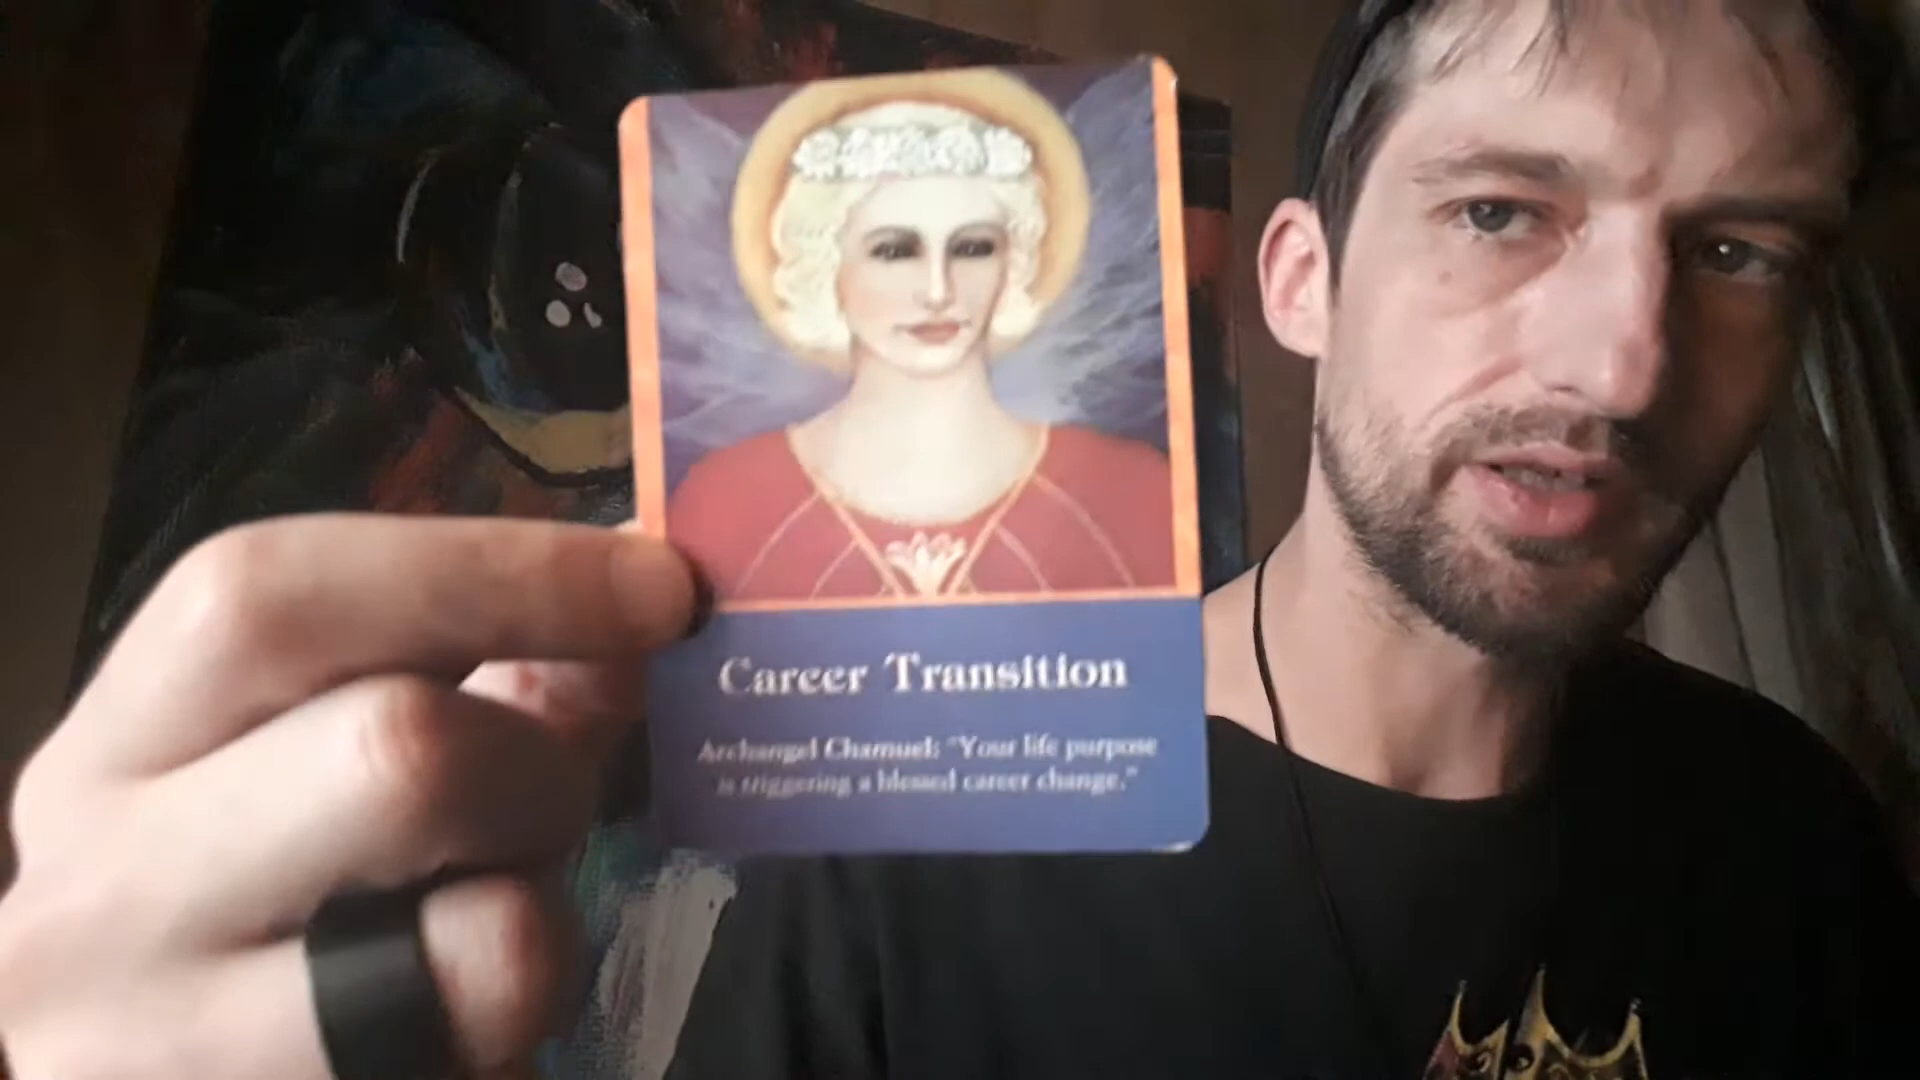 Career Transition
Archangel Chamuel: "Your life purpose
is triggering a blessed career change."